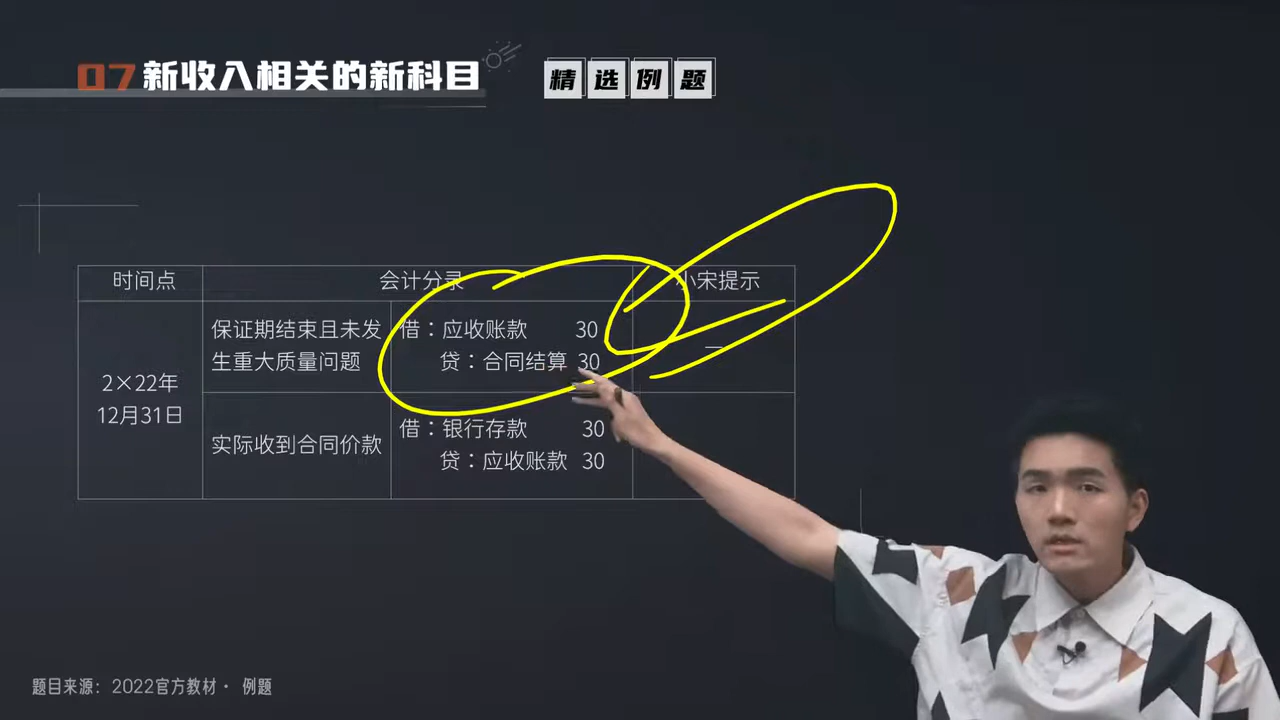 07 新收入相关的新科目
精选例题
时间点 会计分录 小宋提示
2×22年
12月31日
保证期结束且未发
生重大质量问题
借：应收账款 30
贷：合同结算 30
—
实际收到合同价款
借：银行存款 30
贷：应收账款 30
题目来源：2022官方教材· 例题